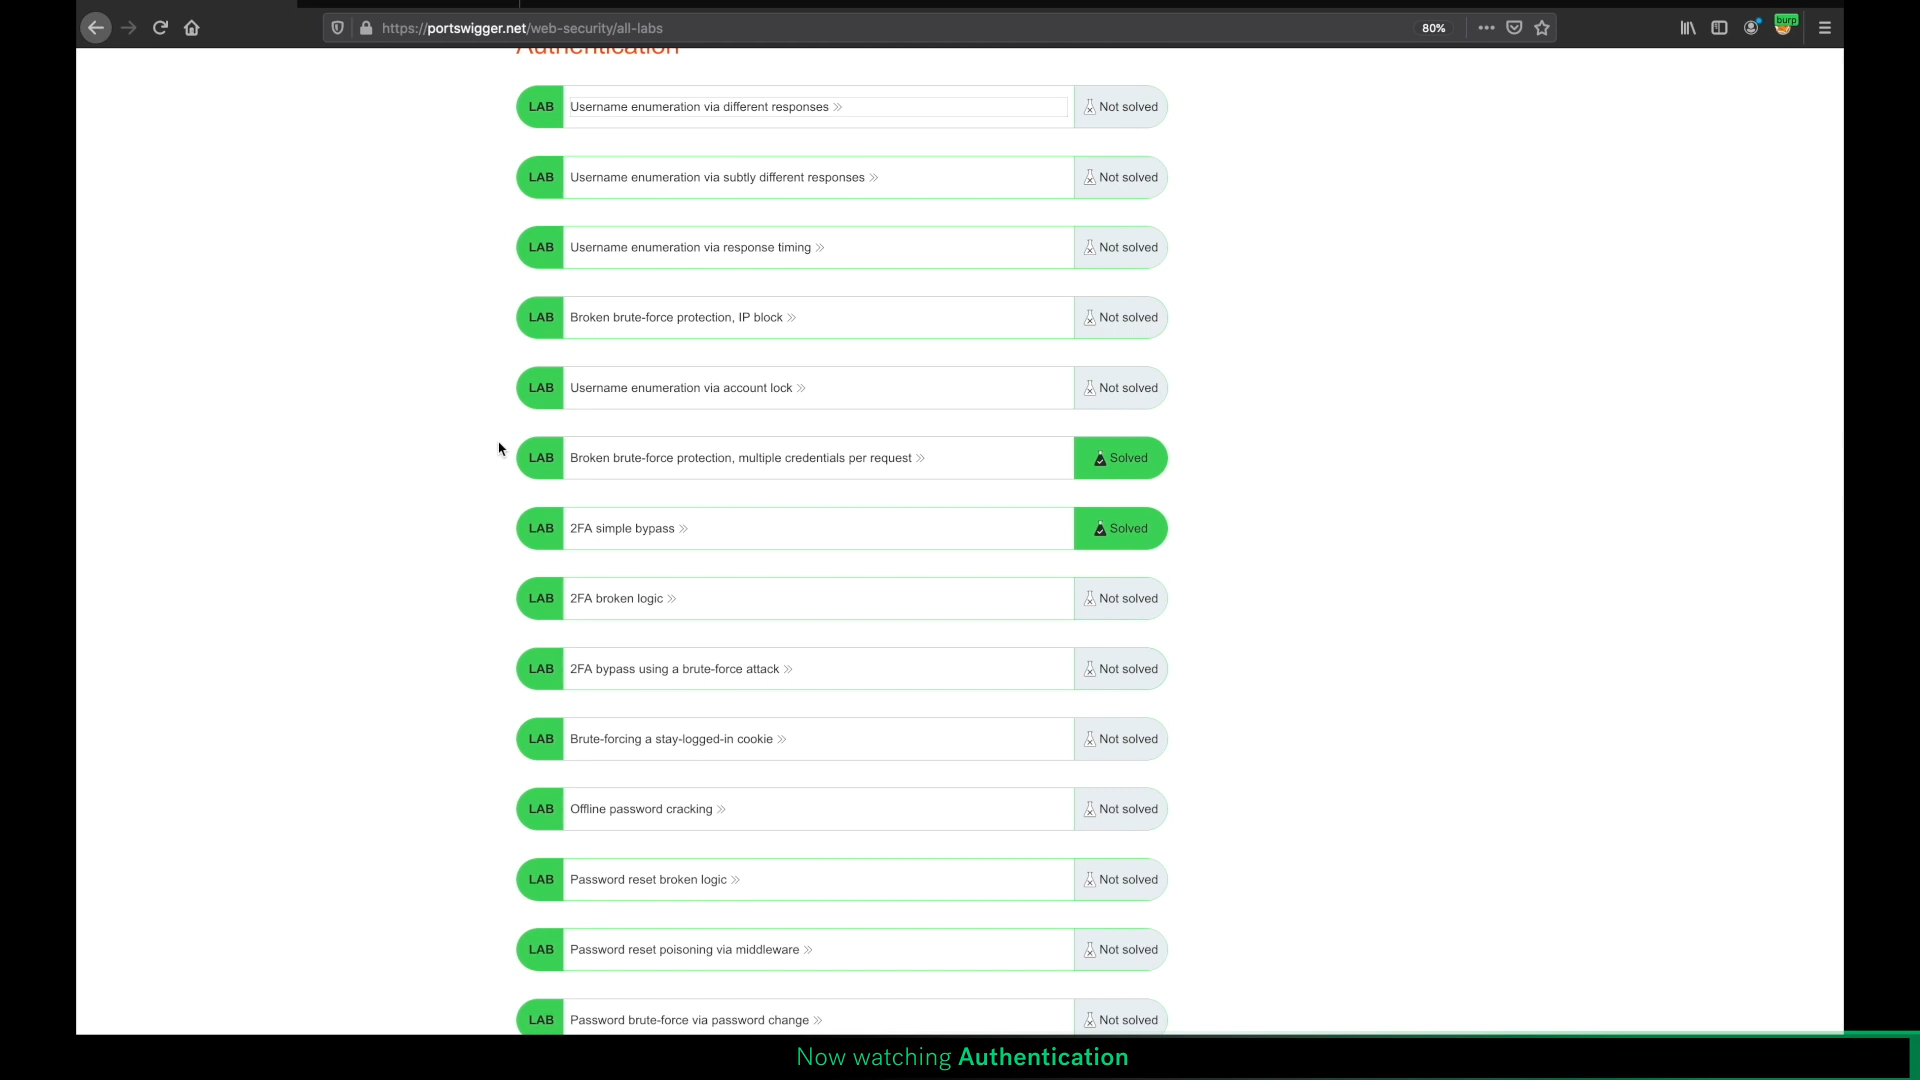 https://portswigger.net/web-security/all-labs
80%
burp
Authentication
LAB Username enumeration via different responses » Not solved
LAB Username enumeration via subtly different responses » Not solved
LAB Username enumeration via response timing » Not solved
LAB Broken brute-force protection, IP block » Not solved
LAB Username enumeration via account lock » Not solved
LAB Broken brute-force protection, multiple credentials per request » Solved
LAB 2FA simple bypass » Solved
LAB 2FA broken logic » Not solved
LAB 2FA bypass using a brute-force attack » Not solved
LAB Brute-forcing a stay-logged-in cookie » Not solved
LAB Offline password cracking » Not solved
LAB Password reset broken logic » Not solved
LAB Password reset poisoning via middleware » Not solved
LAB Password brute-force via password change » Not solved
Now watching Authentication